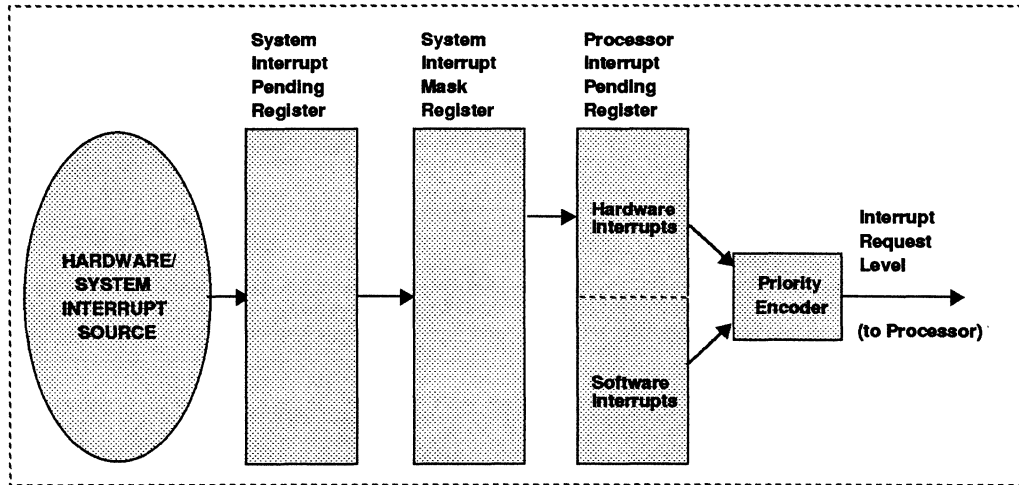 System
Interrupt
Pending
Register
System
Interrupt
Mask
Register
Processor
Interrupt
Pending
Register
HARDWARE/
SYSTEM
INTERRUPT
SOURCE
Hardware
Interrupts
Software
Interrupts
Priority
Encoder
Interrupt
Request
Level
(to Processor)